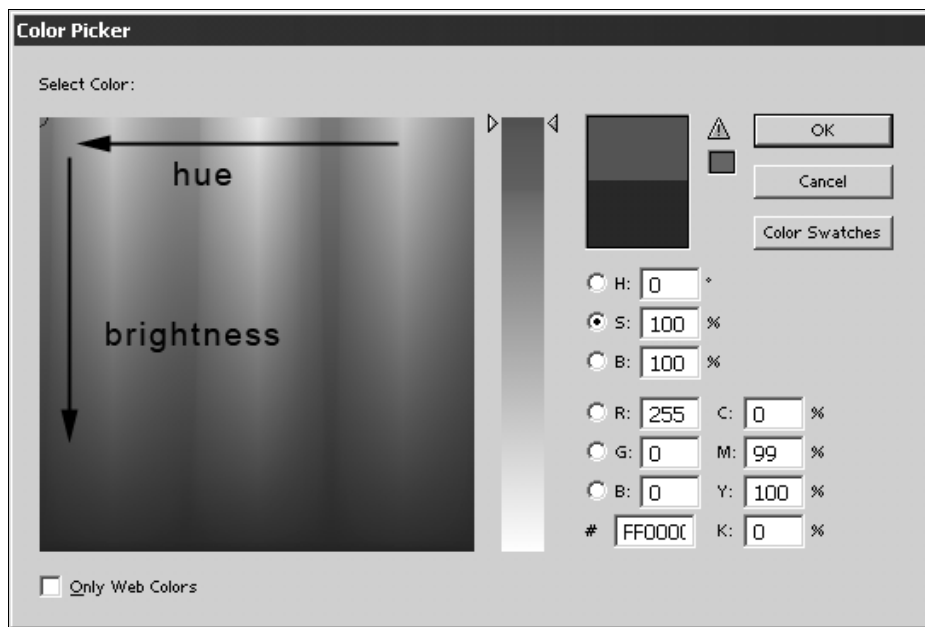 Color Picker
Select Color:
hue
brightness
OK
Cancel
Color Swatches
H: 0 °
S: 100 %
B: 100 %
R: 255 C: 0 %
G: 0 M: 99 %
B: 0 Y: 100 %
# FF000( K: 0 %
Only Web Colors